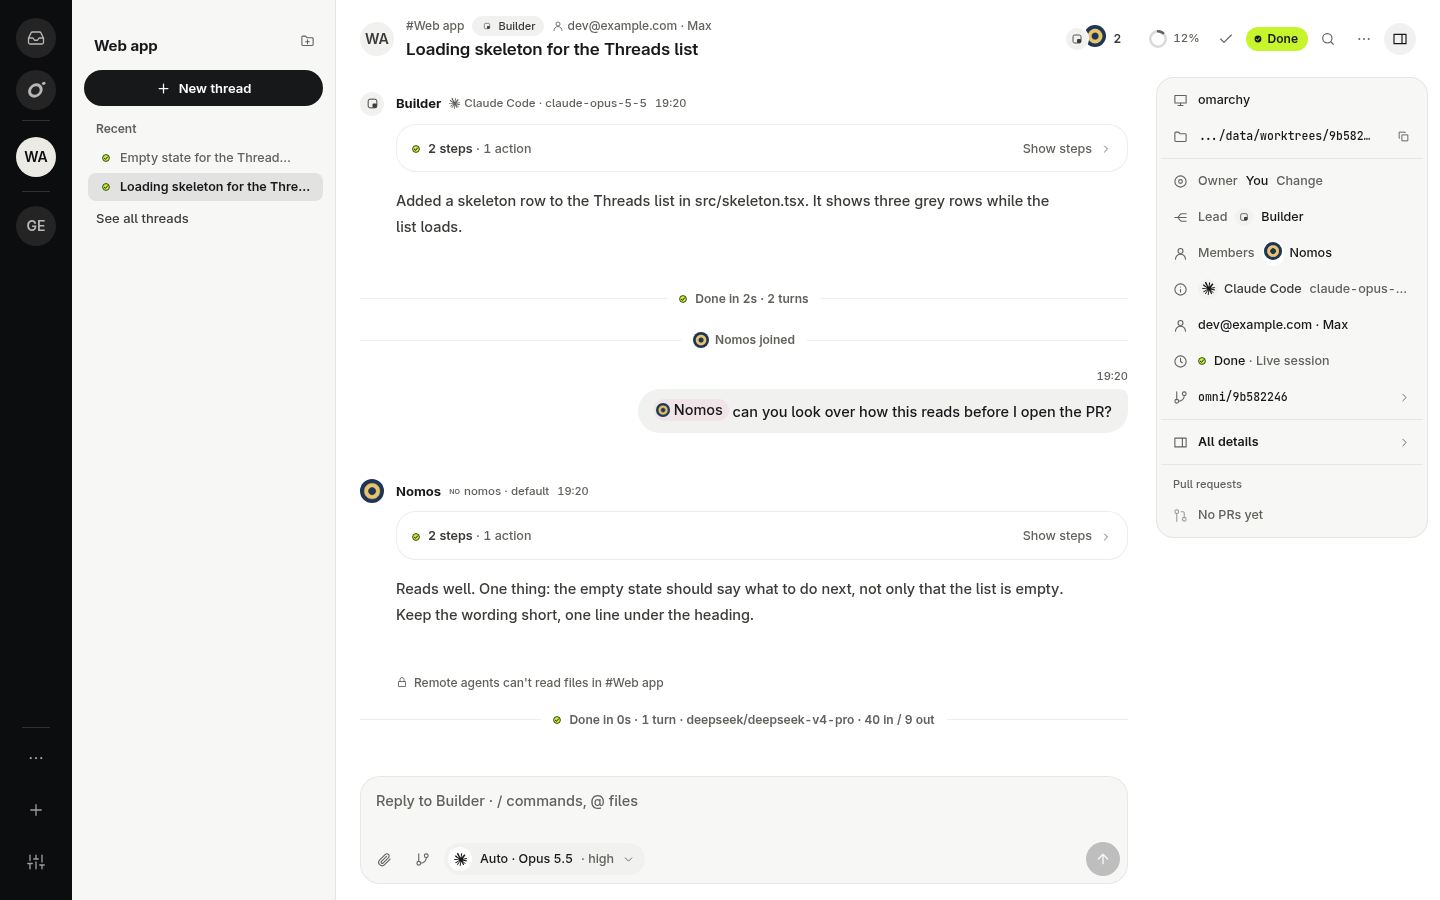 Web app
New thread
Recent
Empty state for the Thread...
Loading skeleton for the Thre...
See all threads
WA
GE
WA
#Web app Builder dev@example.com · Max
Loading skeleton for the Threads list
2 12% Done
Builder Claude Code · claude-opus-5-5 19:20
2 steps · 1 action Show steps
Added a skeleton row to the Threads list in src/skeleton.tsx. It shows three grey rows while the
list loads.
Done in 2s · 2 turns
Nomos joined
19:20
Nomos can you look over how this reads before I open the PR?
Nomos NO nomos · default 19:20
2 steps · 1 action Show steps
Reads well. One thing: the empty state should say what to do next, not only that the list is empty.
Keep the wording short, one line under the heading.
Remote agents can't read files in #Web app
Done in 0s · 1 turn · deepseek/deepseek-v4-pro · 40 in / 9 out
Reply to Builder · / commands, @ files
Auto · Opus 5.5 · high
omarchy
.../data/worktrees/9b582…
Owner You Change
Lead Builder
Members Nomos
Claude Code claude-opus-...
dev@example.com · Max
Done · Live session
omni/9b582246
All details
Pull requests
No PRs yet